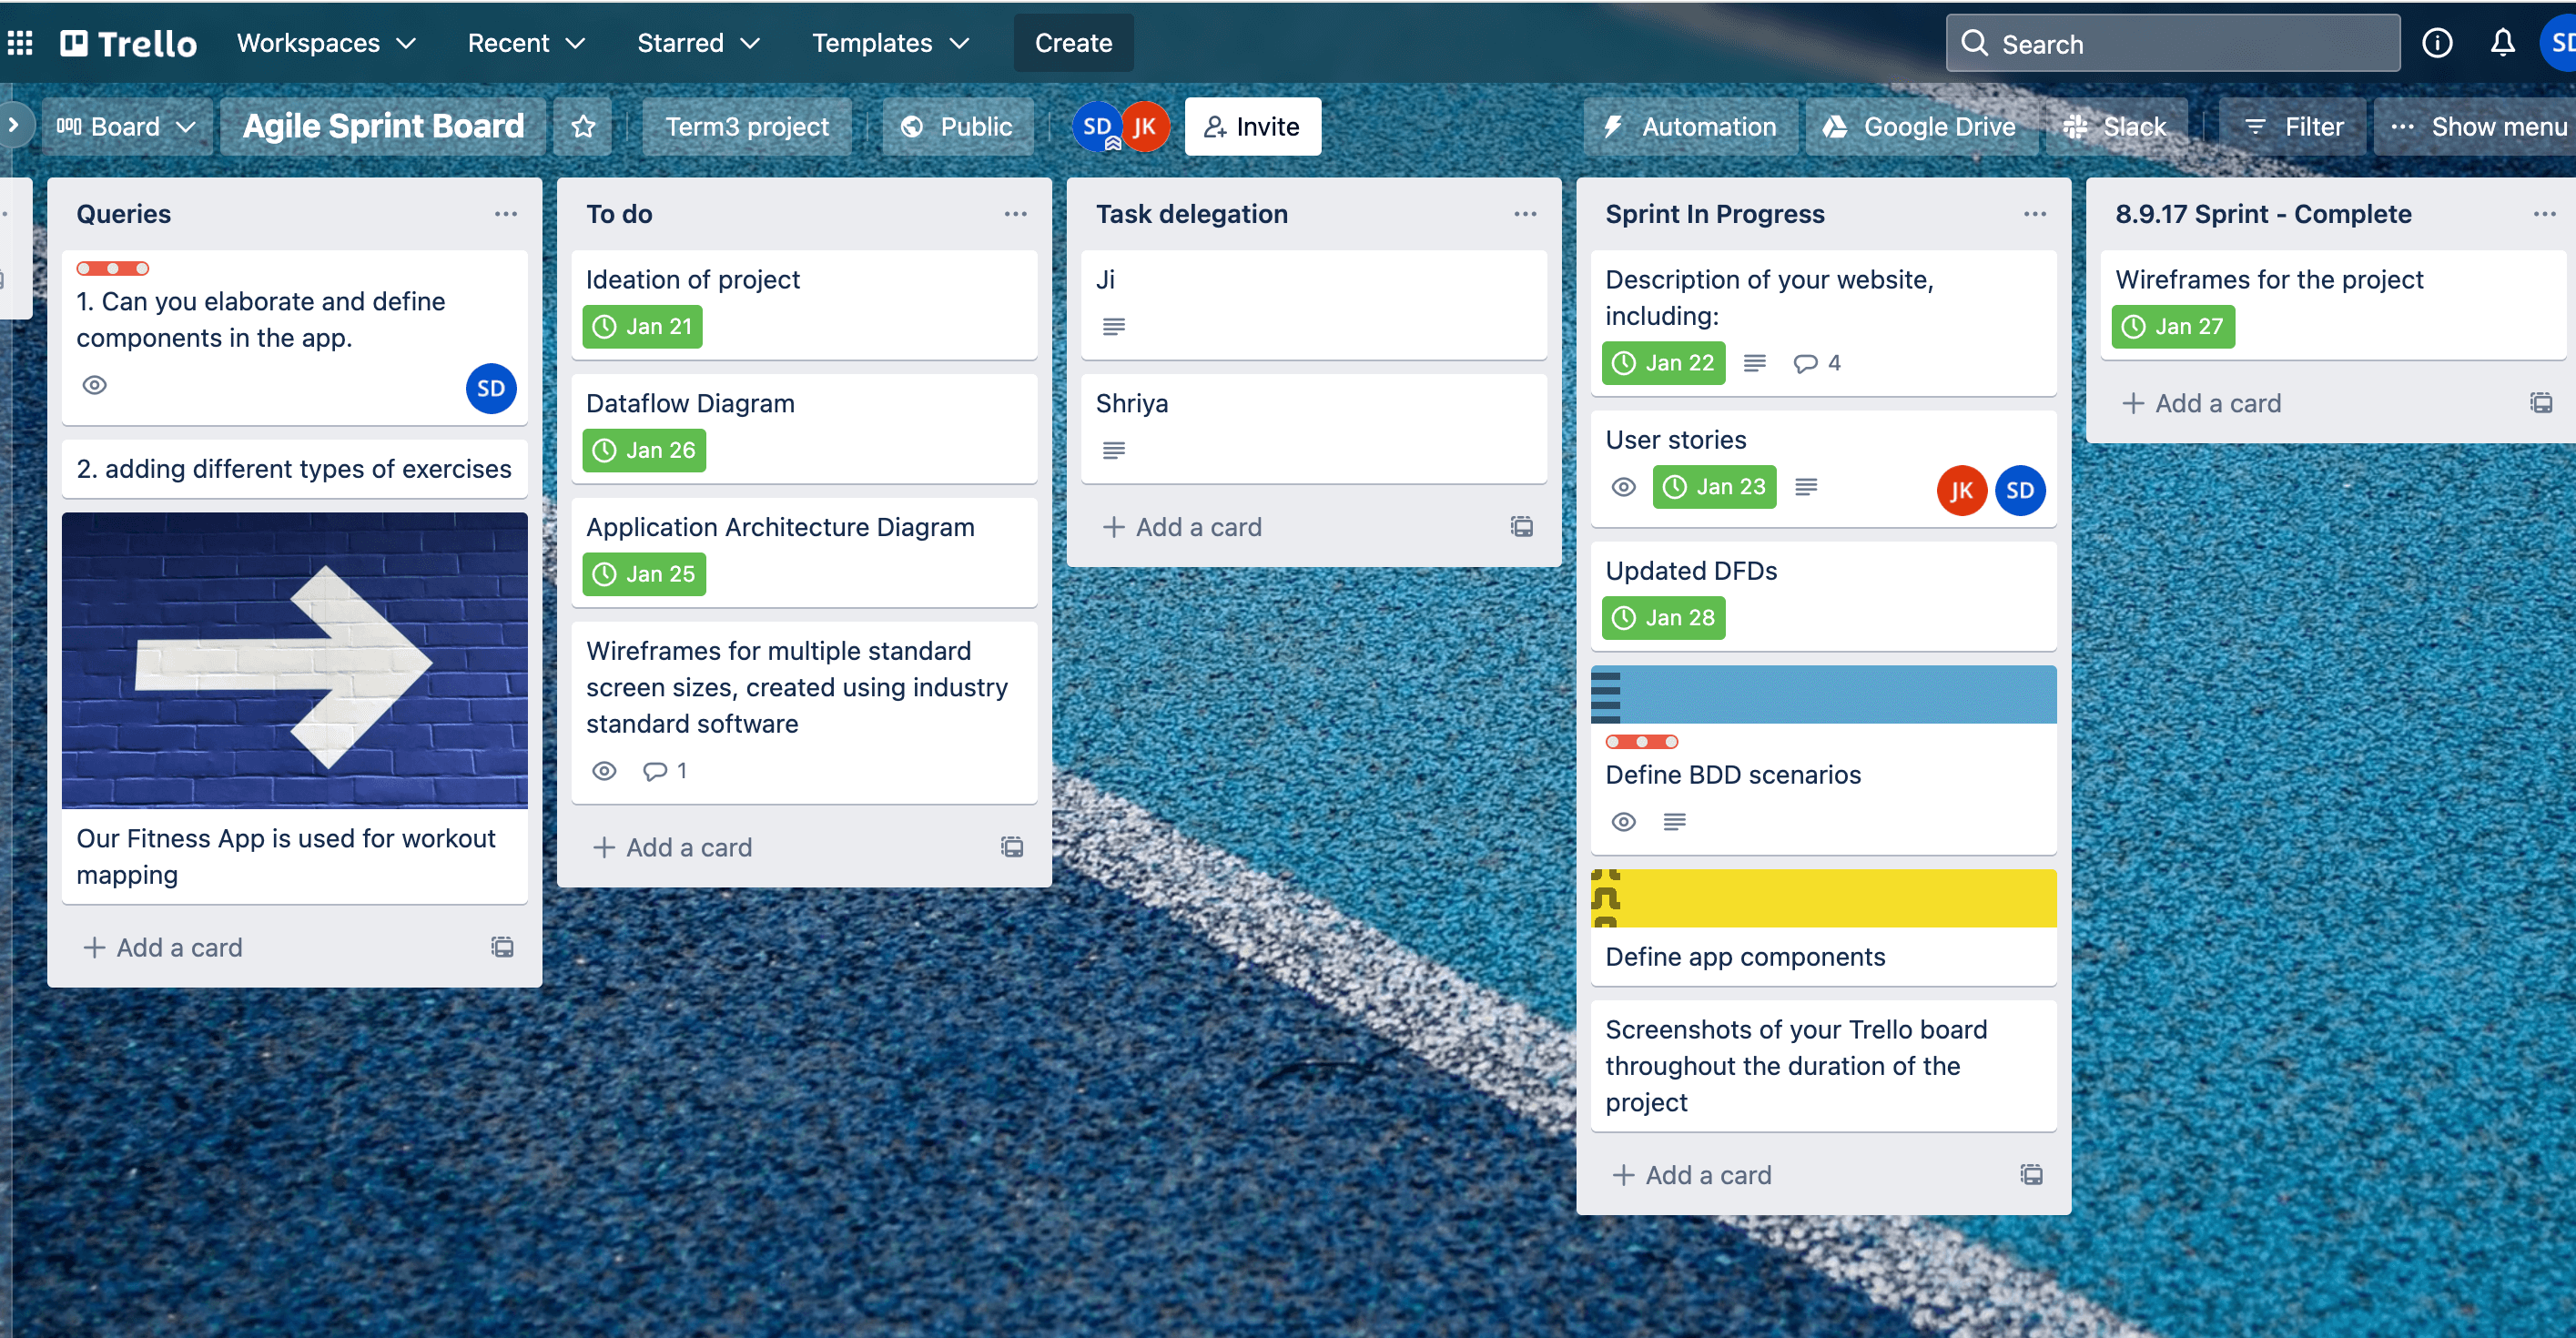 Trello
Workspaces
Recent
Starred
Templates
Create
Search
SD
Board
Agile Sprint Board
Term3 project
Public
SD
JK
Invite
Automation
Google Drive
Slack
Filter
Show menu
Queries
1. Can you elaborate and define
components in the app.
SD
2. adding different types of exercises
Our Fitness App is used for workout
mapping
Add a card
To do
Ideation of project
Jan 21
Dataflow Diagram
Jan 26
Application Architecture Diagram
Jan 25
Wireframes for multiple standard
screen sizes, created using industry
standard software
1
Add a card
Task delegation
Ji
Shriya
Add a card
Sprint In Progress
Description of your website,
including:
Jan 22
4
User stories
Jan 23
JK
SD
Updated DFDs
Jan 28
Define BDD scenarios
Define app components
Screenshots of your Trello board
throughout the duration of the
project
Add a card
8.9.17 Sprint - Complete
Wireframes for the project
Jan 27
Add a card